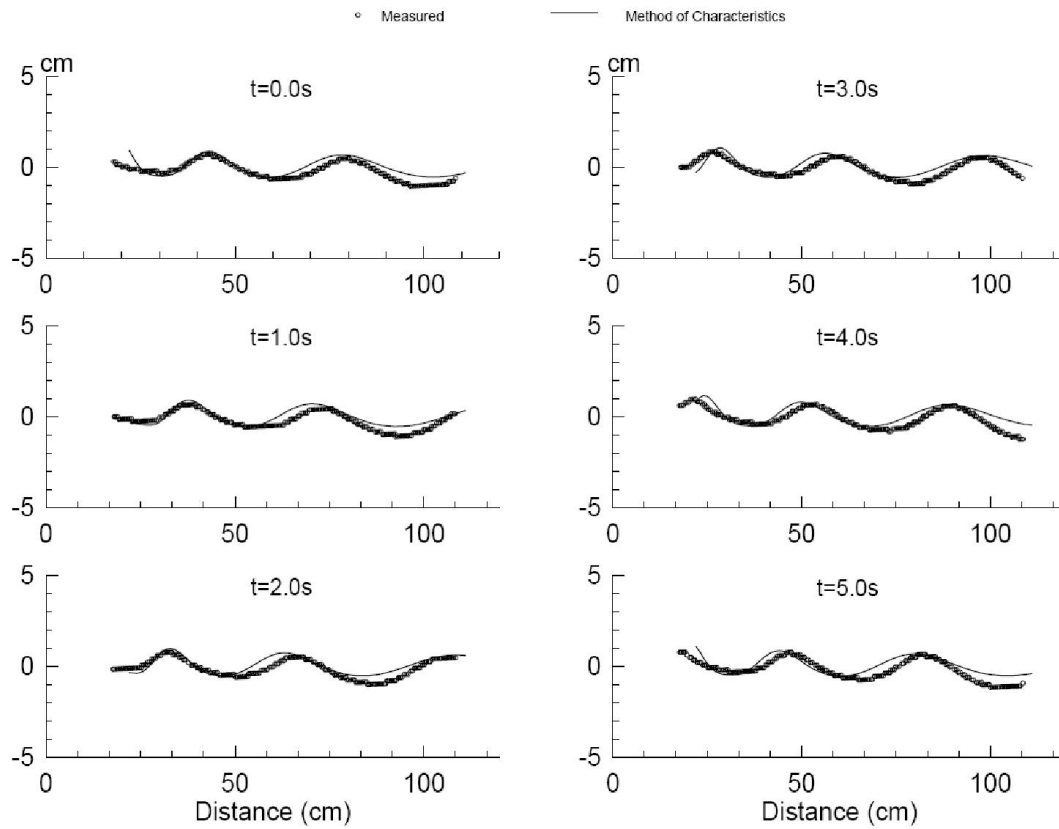 Measured Method of Characteristics
cm cm
5 t=0.0s 5 t=3.0s
0 0
-5 -5
0 50 100 0 50 100
5 t=1.0s 5 t=4.0s
0 0
-5 -5
0 50 100 0 50 100
5 t=2.0s 5 t=5.0s
0 0
-5 -5
0 50 100 0 50 100
Distance (cm) Distance (cm)